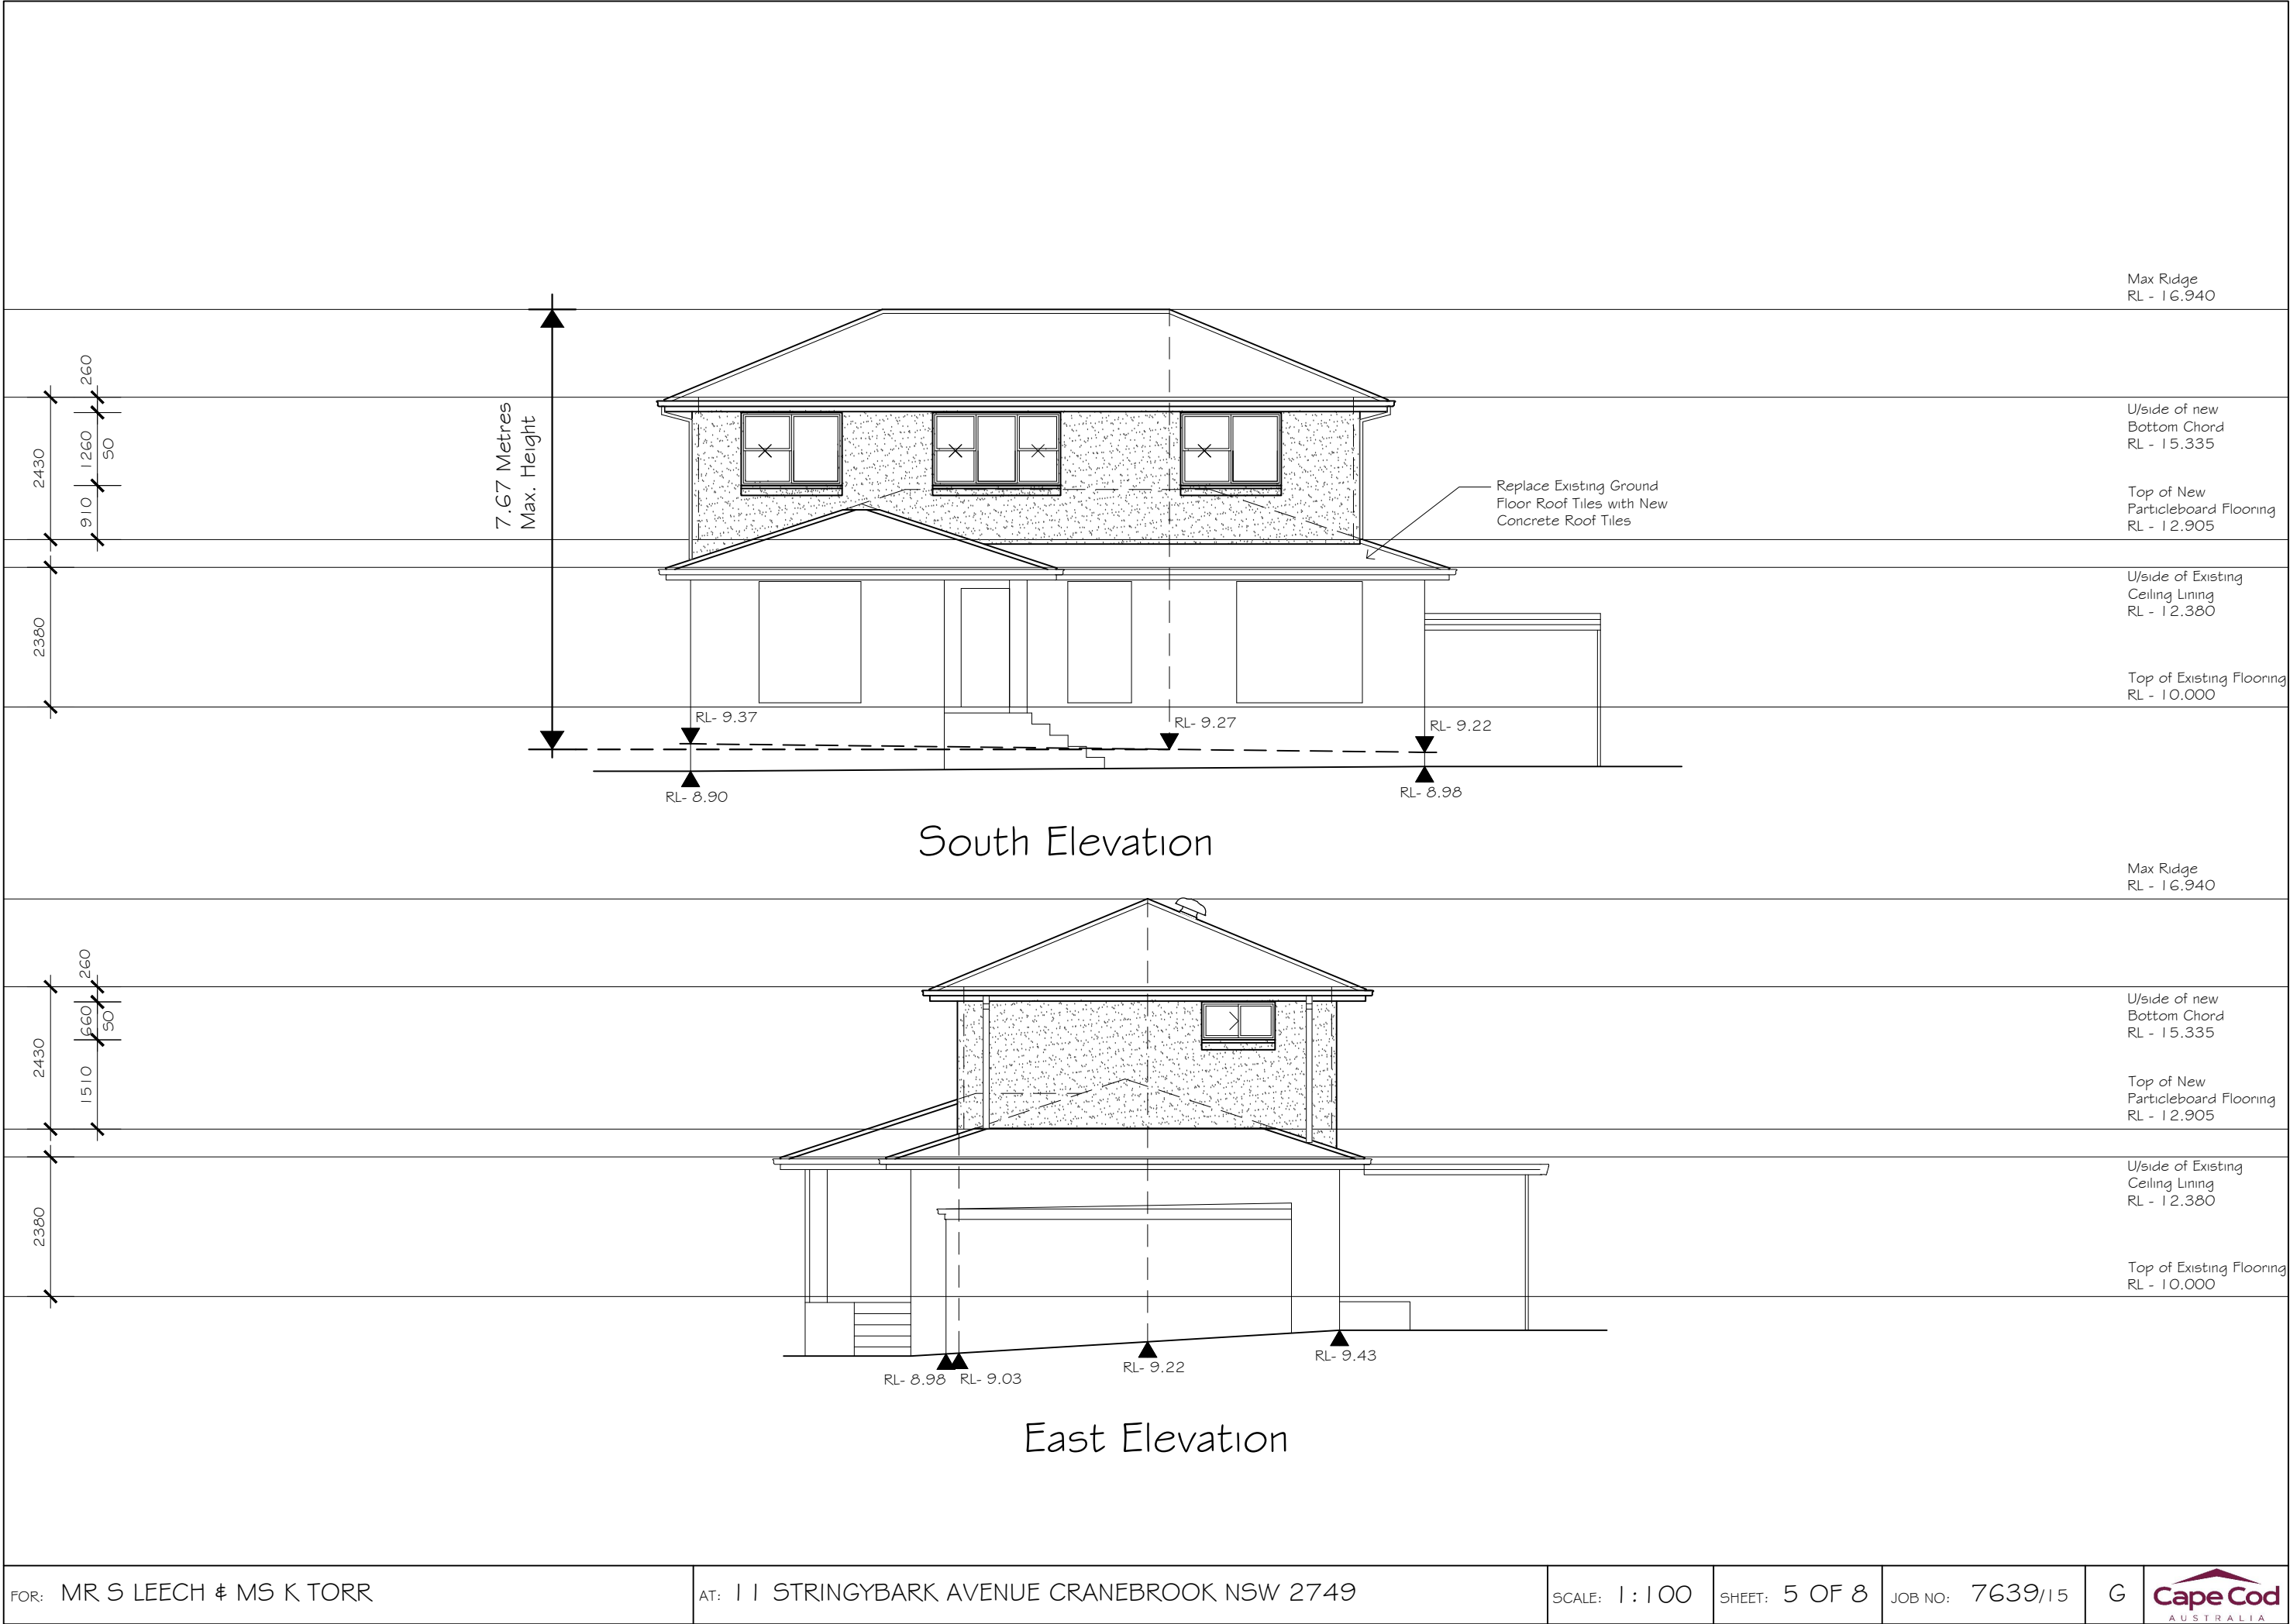 Max Ridge
RL - 16.940
260
2430
1260
50
910
2380
7.67 Metres
Max. Height
U/side of new
Bottom Chord
RL - 15.335
Replace Existing Ground
Floor Roof Tiles with New
Concrete Roof Tiles
Top of New
Particleboard Flooring
RL - 12.905
U/side of Existing
Ceiling Lining
RL - 12.380
Top of Existing Flooring
RL - 10.000
RL- 9.37
RL- 9.27
RL- 9.22
RL- 8.90
RL- 8.98
South Elevation
Max Ridge
RL - 16.940
260
2430
660
50
1510
2380
U/side of new
Bottom Chord
RL - 15.335
Top of New
Particleboard Flooring
RL - 12.905
U/side of Existing
Ceiling Lining
RL - 12.380
Top of Existing Flooring
RL - 10.000
RL- 8.98
RL- 9.03
RL- 9.22
RL- 9.43
East Elevation
FOR: MR S LEECH & MS K TORR
AT: 11 STRINGYBARK AVENUE CRANEBROOK NSW 2749
SCALE: 1:100
SHEET: 5 OF 8
JOB NO: 7639/15
G
Cape Cod
AUSTRALIA